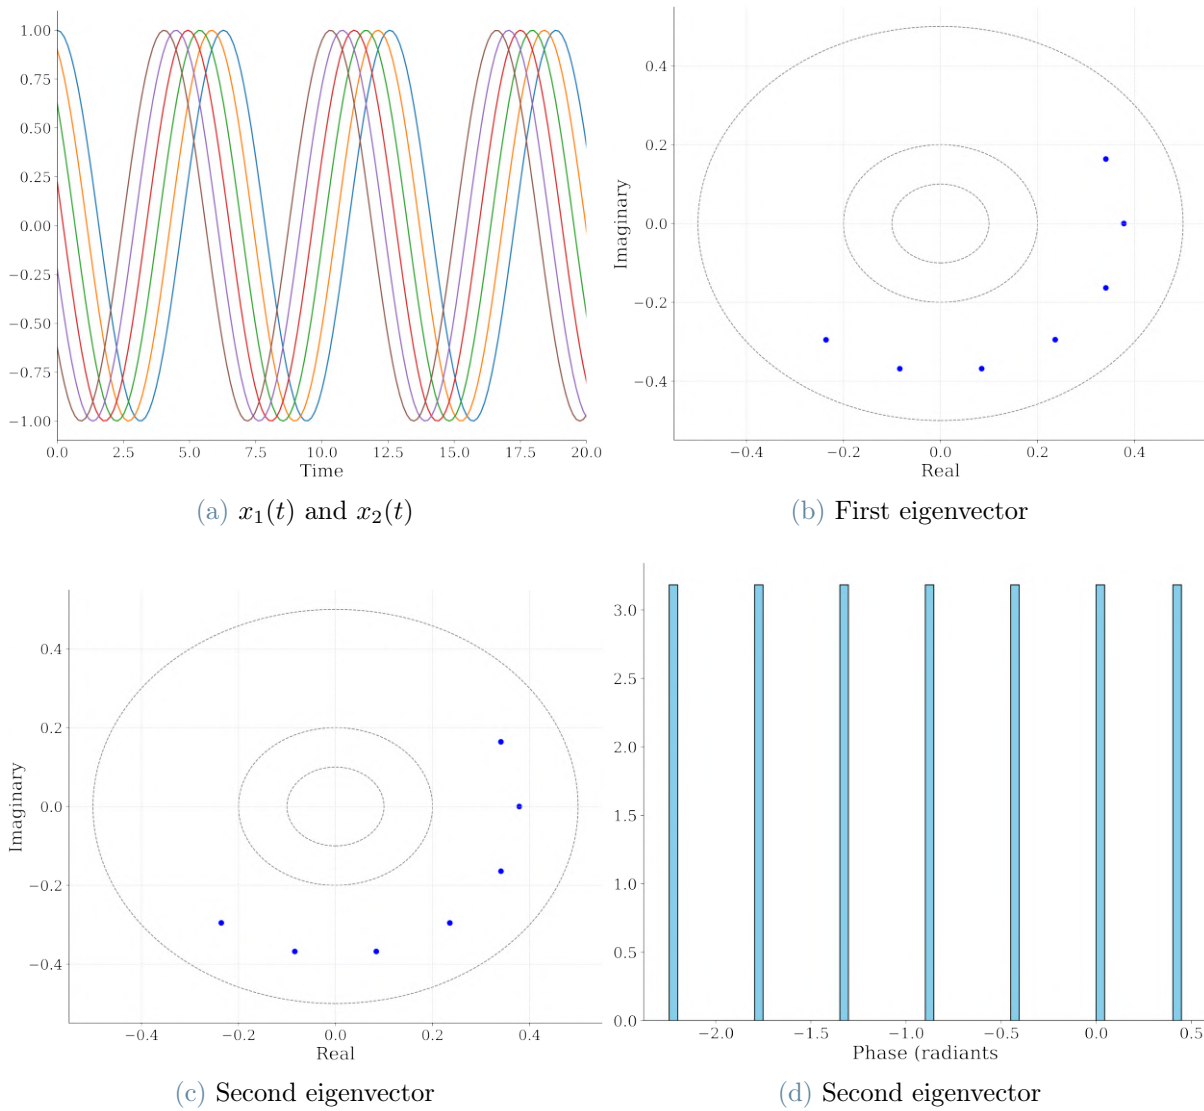 1.00
0.75
0.50
0.25
0.00
−0.25
−0.50
−0.75
−1.00
0.0 2.5 5.0 7.5 10.0 12.5 15.0 17.5 20.0
Time
(a) x₁(t) and x₂(t)
Imaginary
0.4
0.2
0.0
−0.2
−0.4
−0.4 −0.2 0.0 0.2 0.4
Real
(b) First eigenvector
Imaginary
0.4
0.2
0.0
−0.2
−0.4
−0.4 −0.2 0.0 0.2 0.4
Real
(c) Second eigenvector
3.0
2.5
2.0
1.5
1.0
0.5
0.0
−2.0 −1.5 −1.0 −0.5 0.0 0.5
Phase (radiants
(d) Second eigenvector